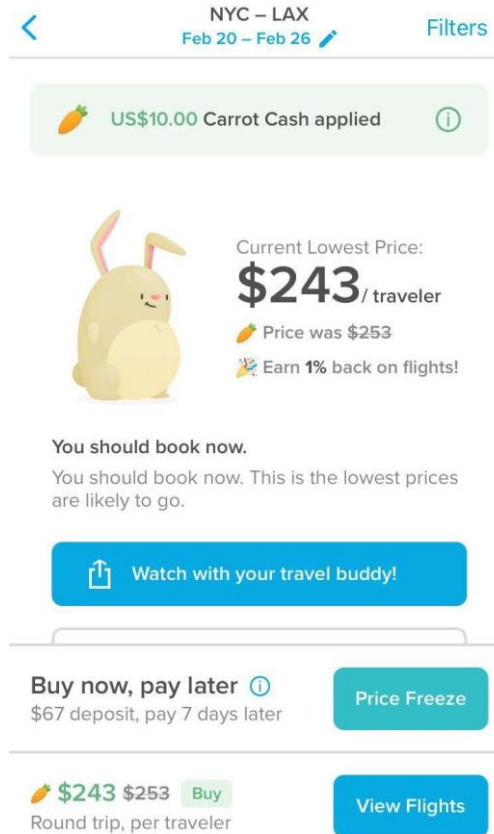 NYC – LAX
Feb 20 – Feb 26
Filters
US$10.00 Carrot Cash applied
Current Lowest Price:
$243/ traveler
Price was $253
Earn 1% back on flights!
You should book now.
You should book now. This is the lowest prices
are likely to go.
Watch with your travel buddy!
Buy now, pay later
$67 deposit, pay 7 days later
Price Freeze
$243 $253 Buy
Round trip, per traveler
View Flights